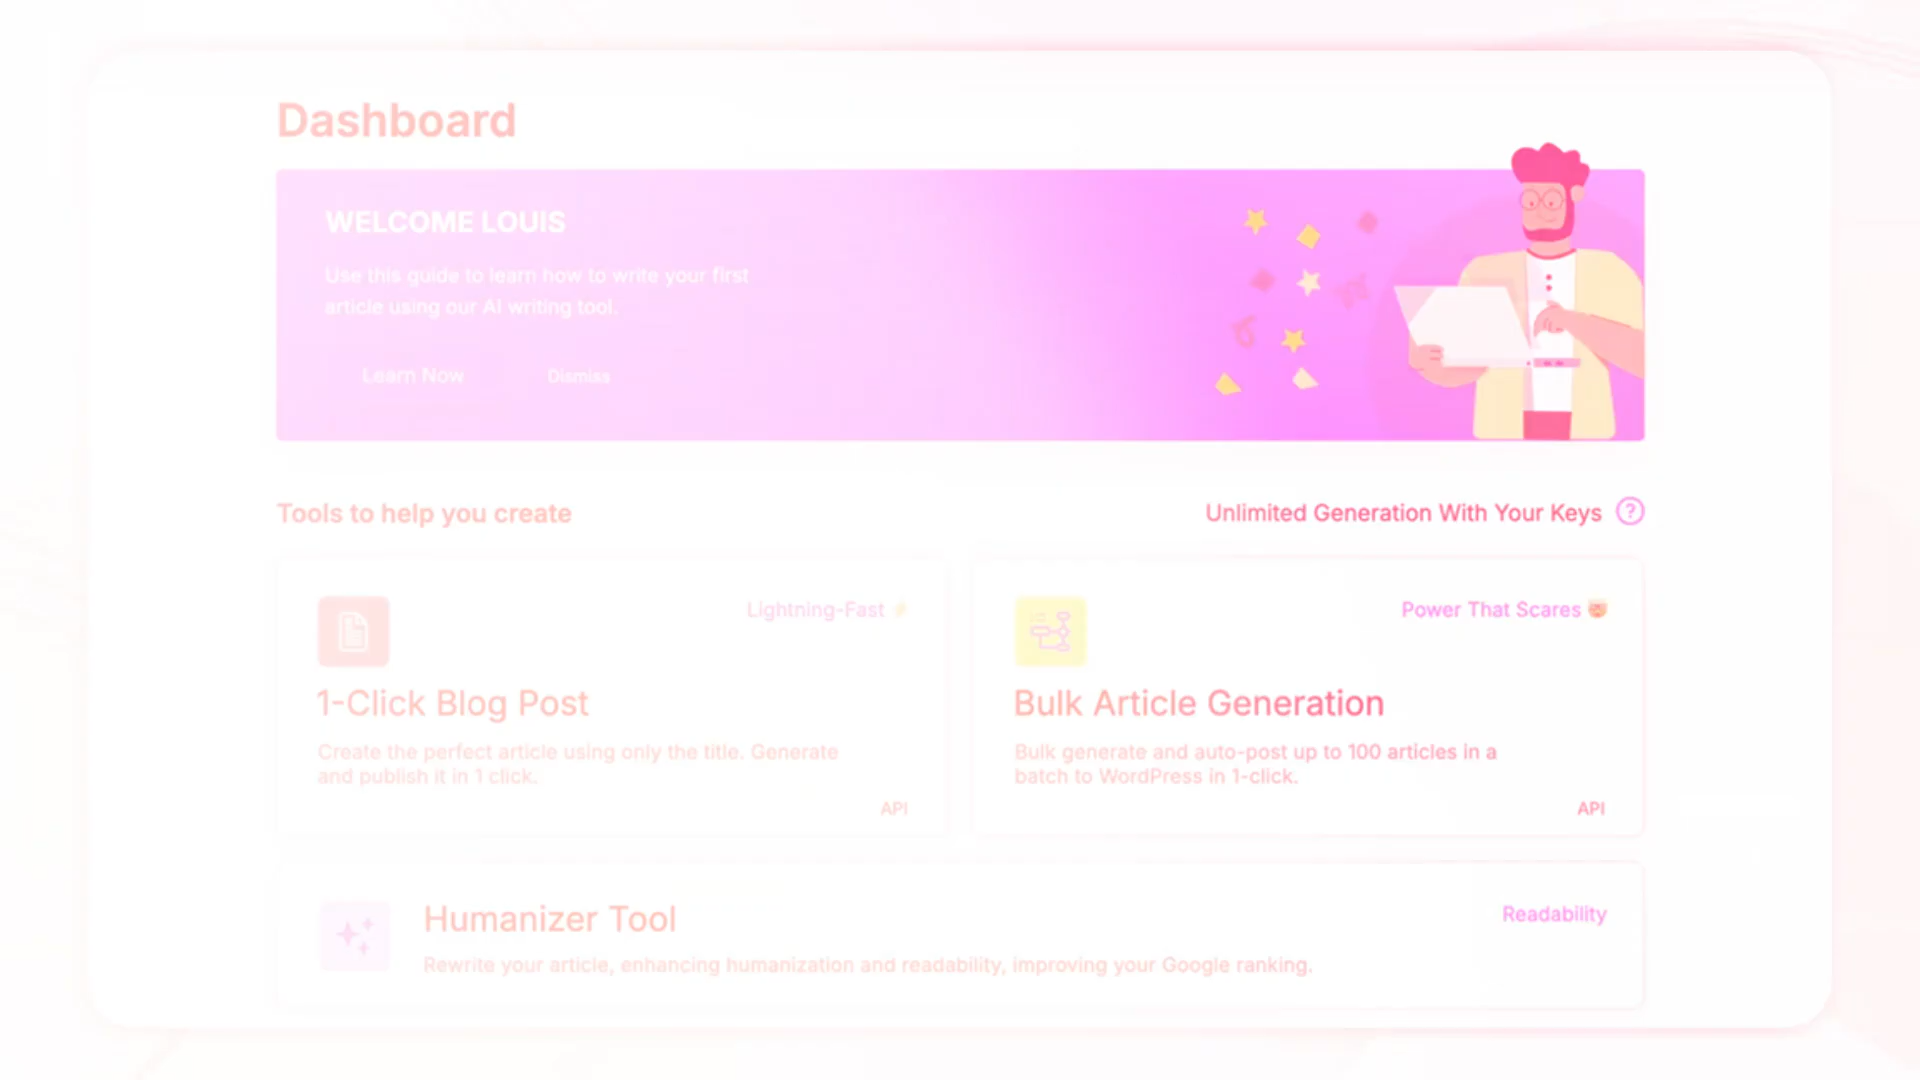 Dashboard
WELCOME LOUIS
Use this guide to learn how to write your first
article using our AI writing tool.
Learn Now
Dismiss
Tools to help you create
Unlimited Generation With Your Keys ?
Lightning-Fast
1-Click Blog Post
Create the perfect article using only the title. Generate
and publish it in 1 click.
API
Power That Scares
Bulk Article Generation
Bulk generate and auto-post up to 100 articles in a
batch to WordPress in 1-click.
API
Humanizer Tool
Readability
Rewrite your article, enhancing humanization and readability, improving your Google ranking.